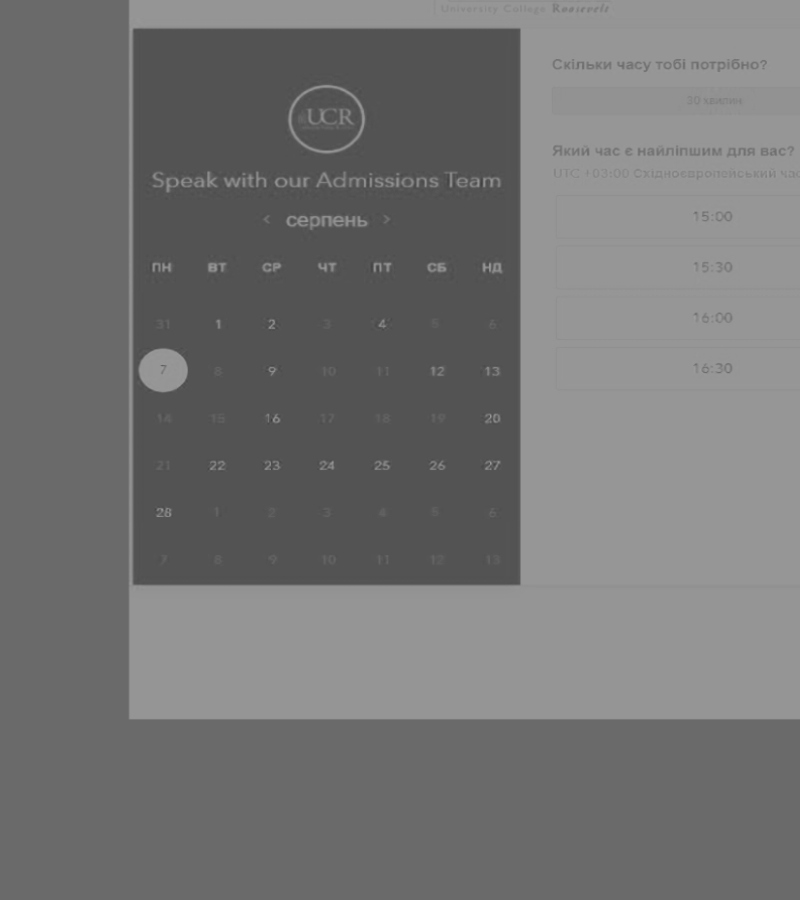 University College Roosevelt
UCR
Speak with our Admissions Team
< серпень >
ПН ВТ СР ЧТ ПТ СБ НД
31 1 2 3 4 5 6
7 8 9 10 11 12 13
14 15 16 17 18 19 20
21 22 23 24 25 26 27
28 1 2 3 4 5 6
7 8 9 10 11 12 13
Скільки часу тобі потрібно?
30 хвилин
Який час є найліпшим для вас?
UTC +03:00 Східноєвропейський час
15:00
15:30
16:00
16:30